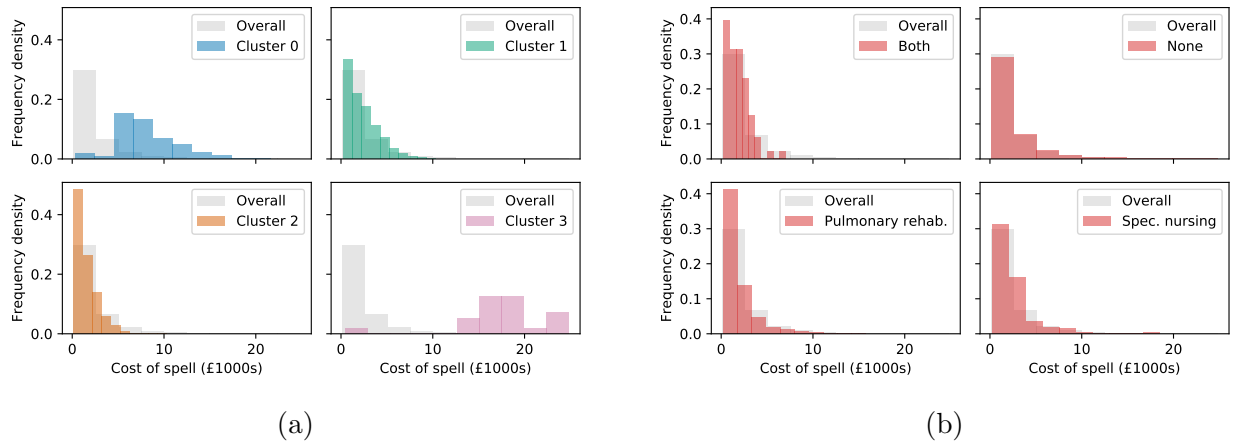 Frequency density
0.4
0.2
0.0
Overall
Cluster 0
Overall
Cluster 1
Frequency density
0.4
0.2
0.0
Overall
Cluster 2
Overall
Cluster 3
0 10 20
0 10 20
Cost of spell (£1000s)
Cost of spell (£1000s)
(a)
Frequency density
0.4
0.3
0.2
0.1
0.0
Overall
Both
Overall
None
Frequency density
0.4
0.3
0.2
0.1
0.0
Overall
Pulmonary rehab.
Overall
Spec. nursing
0 10 20
0 10 20
Cost of spell (£1000s)
Cost of spell (£1000s)
(b)